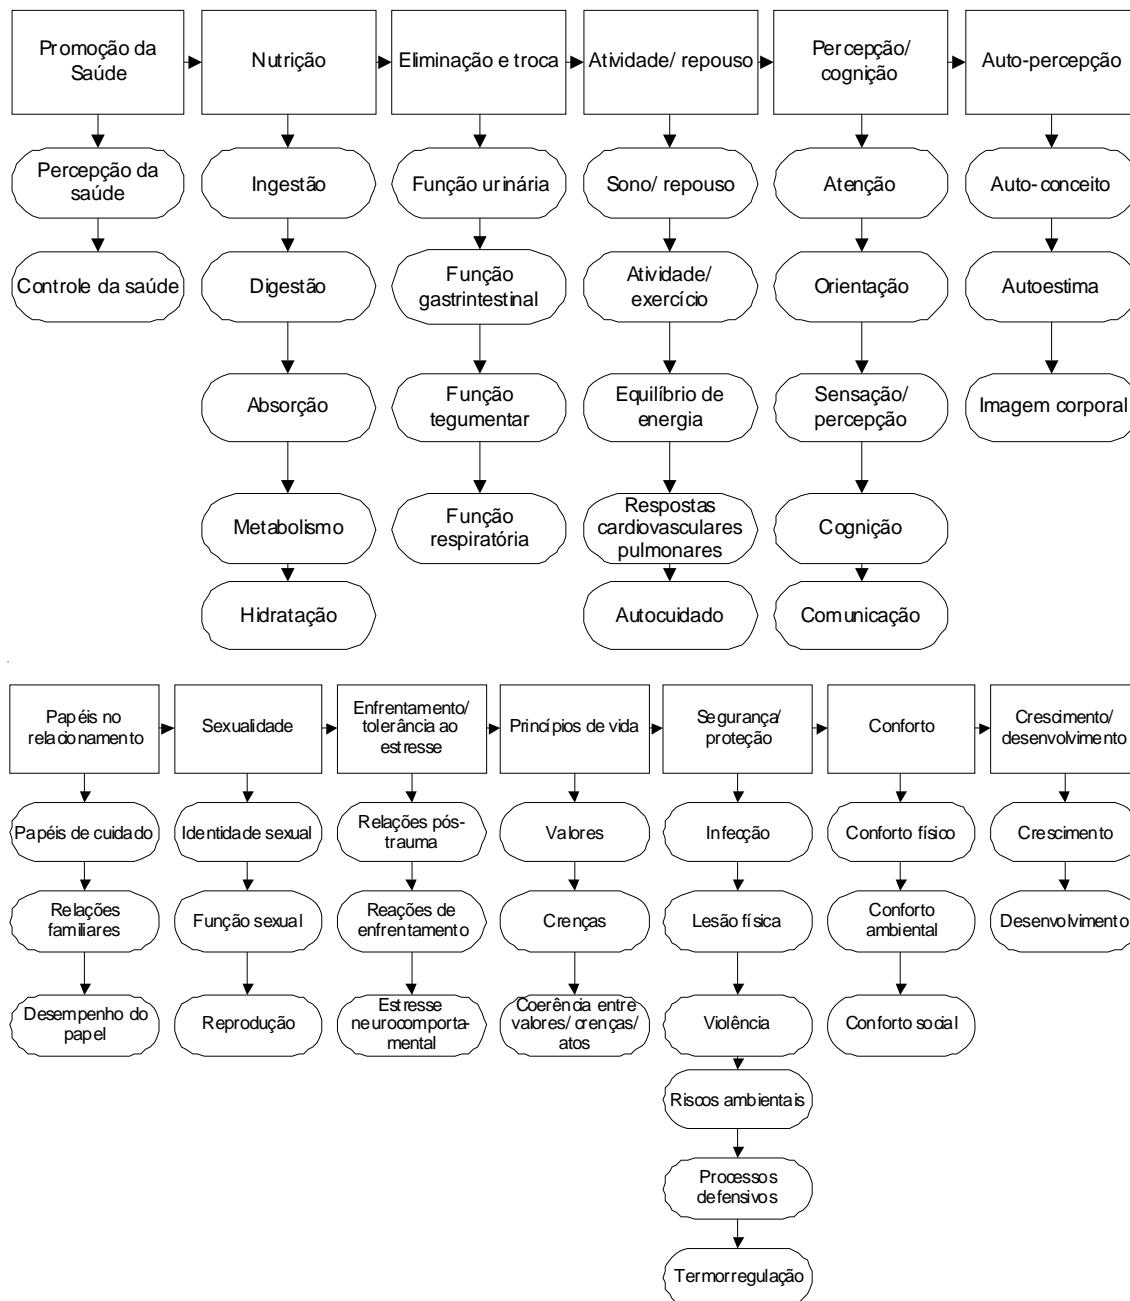 Promoção da
Saúde
Nutrição
Eliminação e troca
Atividade/ repouso
Percepção/
cognição
Auto-percepção
Percepção da
saúde
Ingestão
Função urinária
Sono/ repouso
Atenção
Auto-conceito
Controle da saúde
Digestão
Função
gastrintestinal
Atividade/
exercício
Orientação
Autoestima
Absorção
Função
tegumentar
Equilíbrio de
energia
Sensação/
percepção
Imagem corporal
Metabolismo
Função
respiratória
Respostas
cardiovasculares
pulmonares
Cognição
Hidratação
Autocuidado
Comunicação
Papéis no
relacionamento
Sexualidade
Enfrentamento/
tolerância ao
estresse
Princípios de vida
Segurança/
proteção
Conforto
Crescimento/
desenvolvimento
Papéis de cuidado
Identidade sexual
Relações pós-
trauma
Valores
Infecção
Conforto físico
Crescimento
Relações
familiares
Função sexual
Reações de
enfrentamento
Crenças
Lesão física
Conforto
ambiental
Desenvolvimento
Desempenho do
papel
Reprodução
Estresse
neurocomporta-
mental
Coerência entre
valores/ crenças/
atos
Violência
Conforto social
Riscos ambientais
Processos
defensivos
Termorregulação